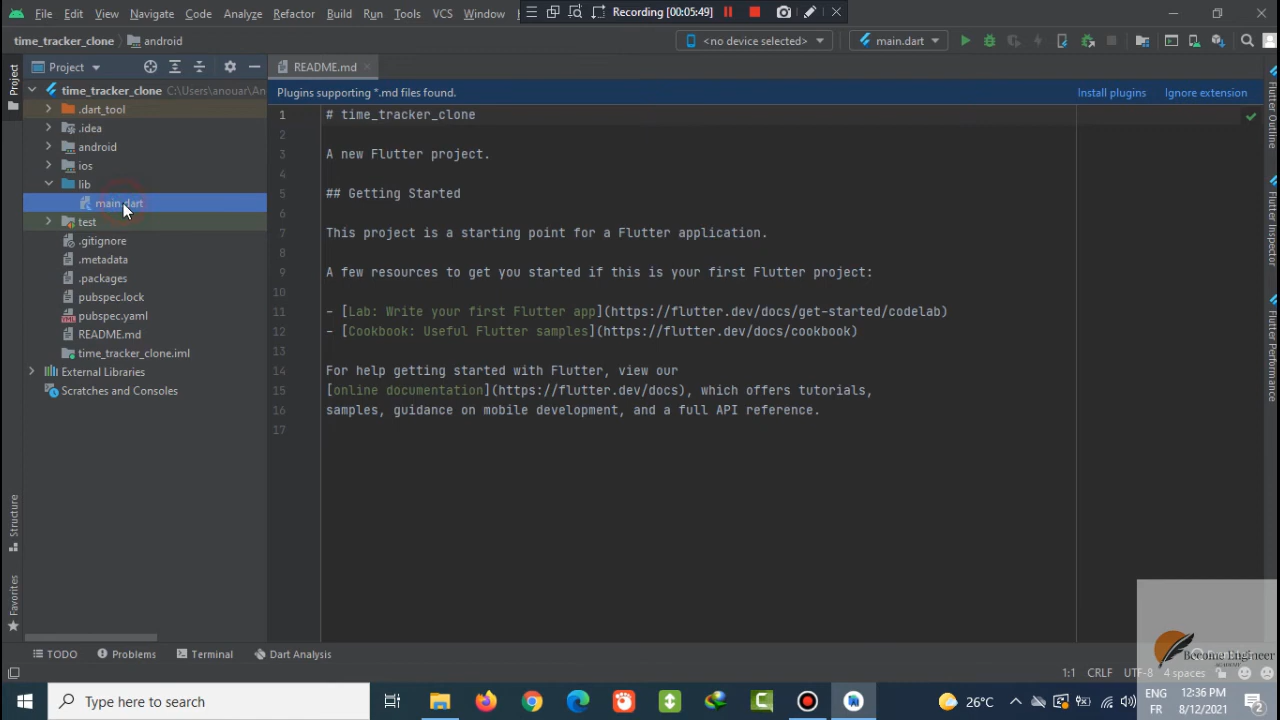 File Edit View Navigate Code Analyze Refactor Build Run Tools VCS Window Recording (00:05:49)
time_tracker_clone android <no device selected> main.dart
Project README.md
Plugins supporting *.md files found. Install plugins Ignore extension
time_tracker_clone C:\Users\anouar\An
.dart_tool
.idea
android
ios
lib
main.dart
test
.gitignore
.metadata
.packages
pubspec.lock
pubspec.yaml
README.md
time_tracker_clone.iml
External Libraries
Scratches and Consoles
1 # time_tracker_clone
2
3 A new Flutter project.
4
5 ## Getting Started
6
7 This project is a starting point for a Flutter application.
8
9 A few resources to get you started if this is your first Flutter project:
10
11 - [Lab: Write your first Flutter app](https://flutter.dev/docs/get-started/codelab)
12 - [Cookbook: Useful Flutter samples](https://flutter.dev/docs/cookbook)
13
14 For help getting started with Flutter, view our
15 [online documentation](https://flutter.dev/docs), which offers tutorials,
16 samples, guidance on mobile development, and a full API reference.
17
Project
Structure
Favorites
Flutter Outline
Flutter Inspector
Flutter Performance
TODO Problems Terminal Dart Analysis
Become Engineer
ACADEMY
1:1 CRLF UTF-8 4 spaces
Type here to search
26°C
ENG
FR
12:36 PM
8/12/2021
2